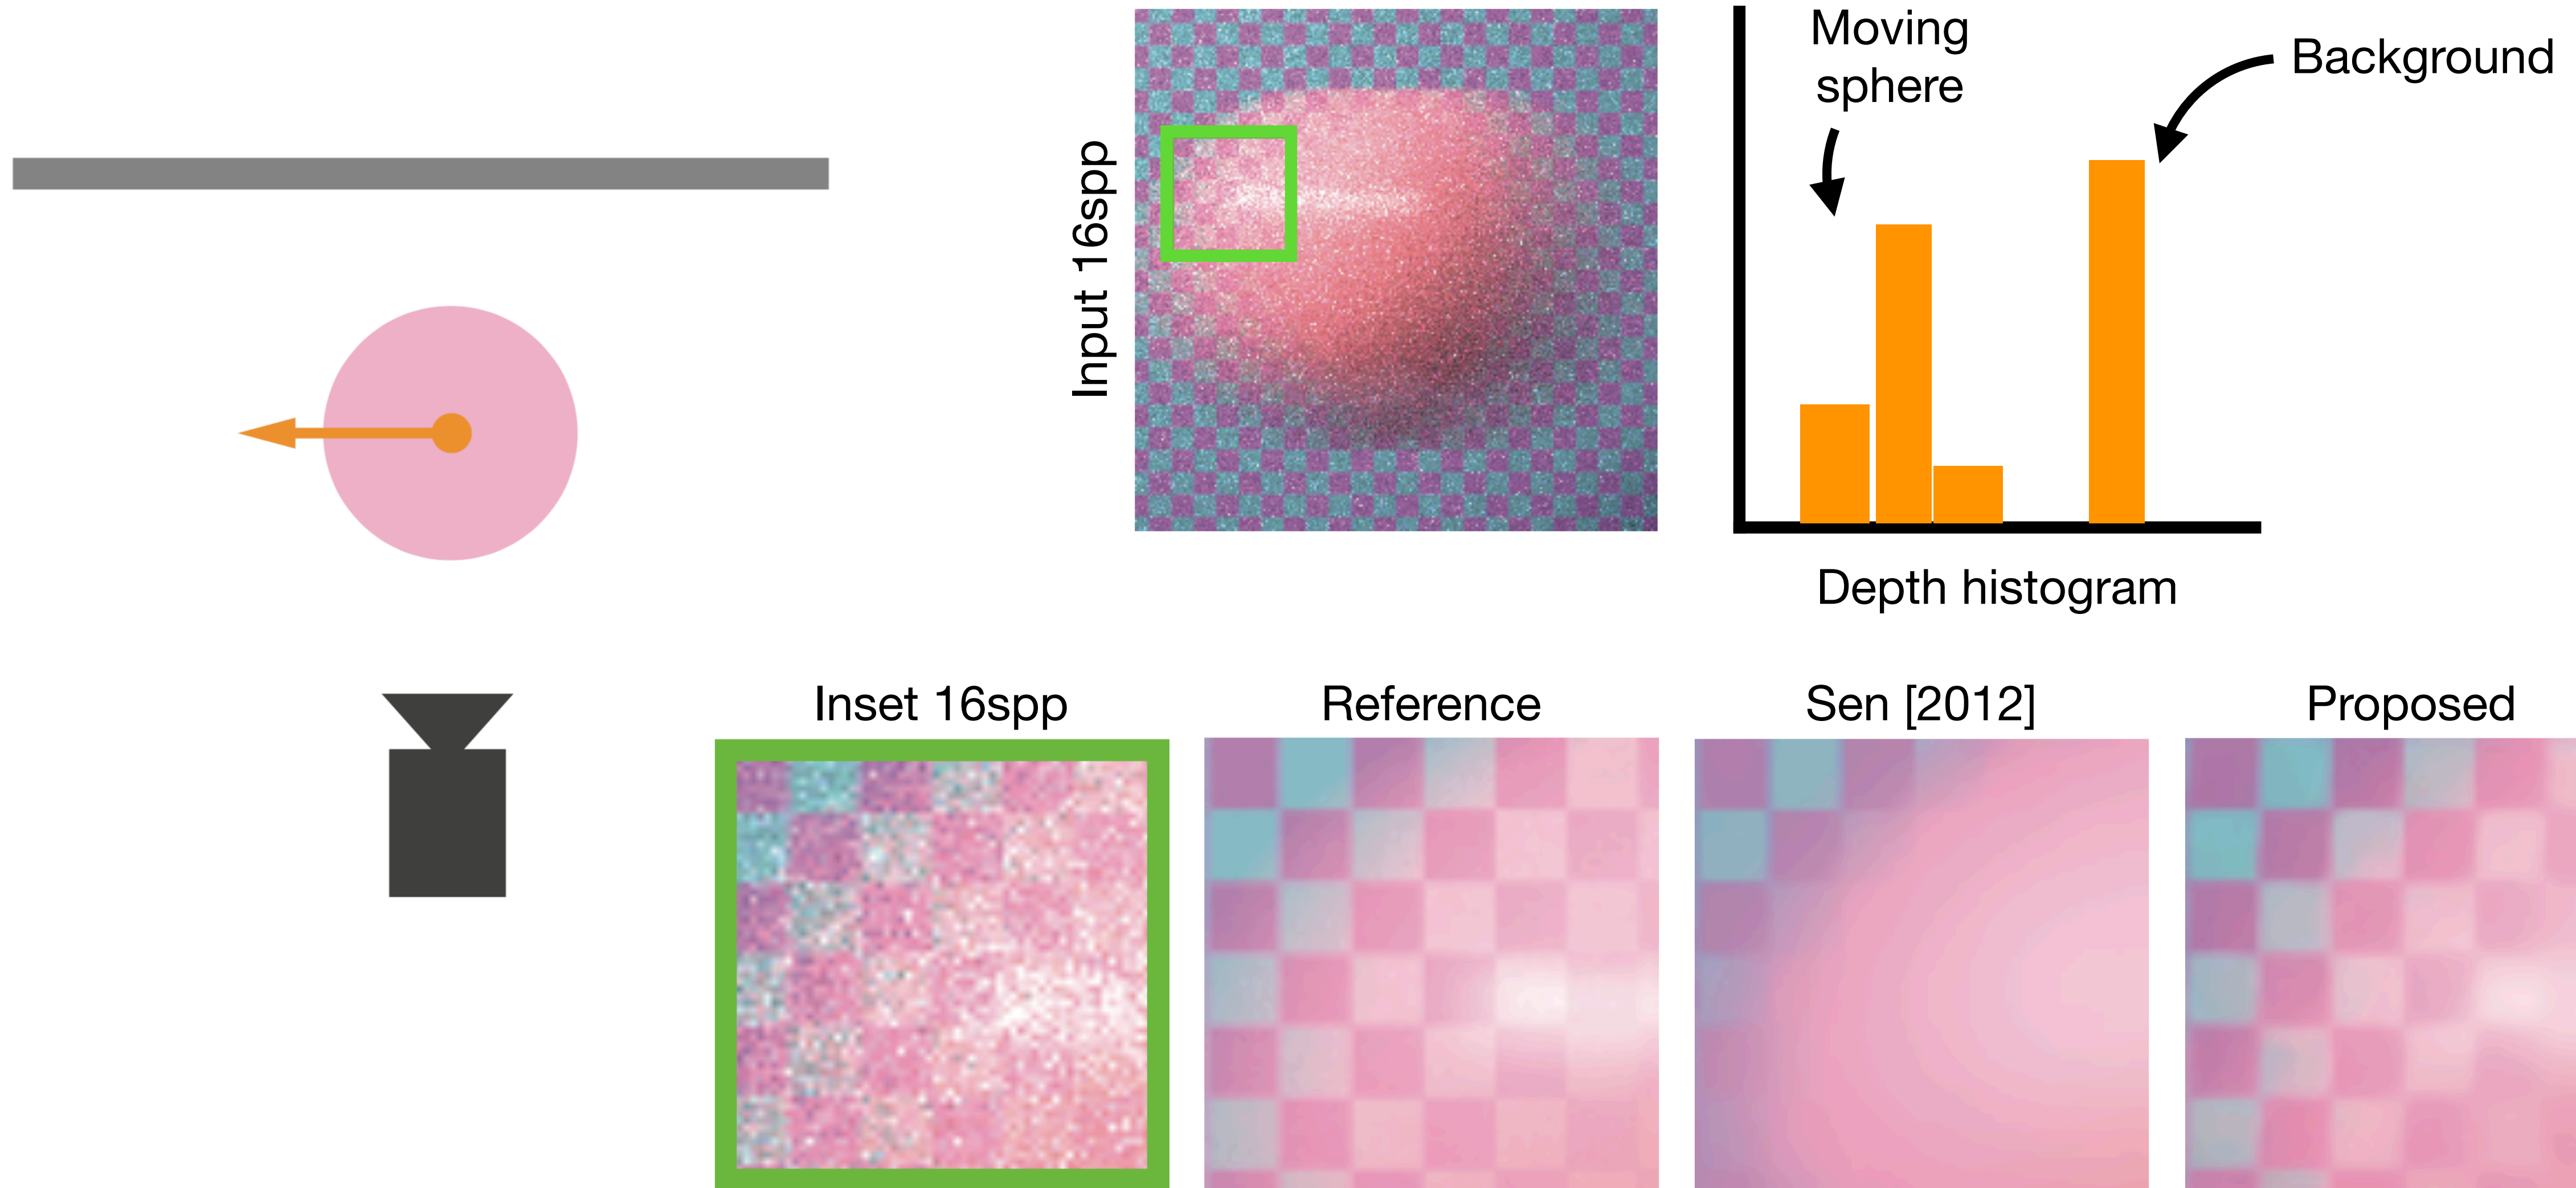 Moving
sphere
Background
Input 16spp
Depth histogram
Inset 16spp
Reference
Sen [2012]
Proposed